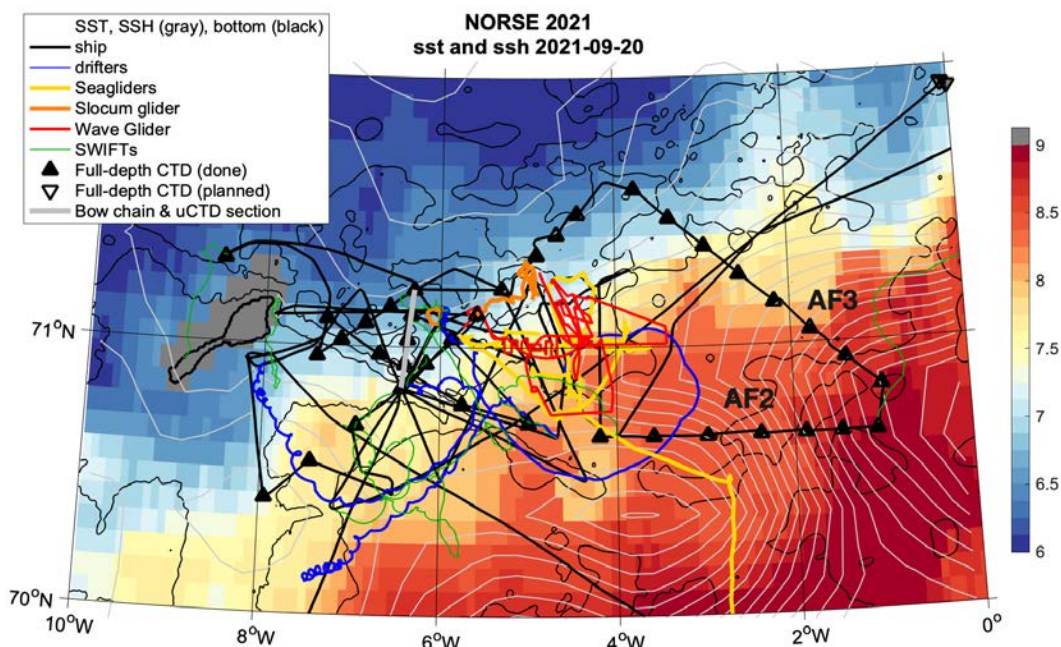 NORSE 2021
sst and ssh 2021-09-20
SST, SSH (gray), bottom (black)
ship
drifters
Seagliders
Slocum glider
Wave Glider
SWIFTs
Full-depth CTD (done)
Full-depth CTD (planned)
Bow chain & uCTD section
AF3
AF2
71°N
70°N
10°W
8°W
6°W
4°W
2°W
0°
9
8.5
8
7.5
7
6.5
6